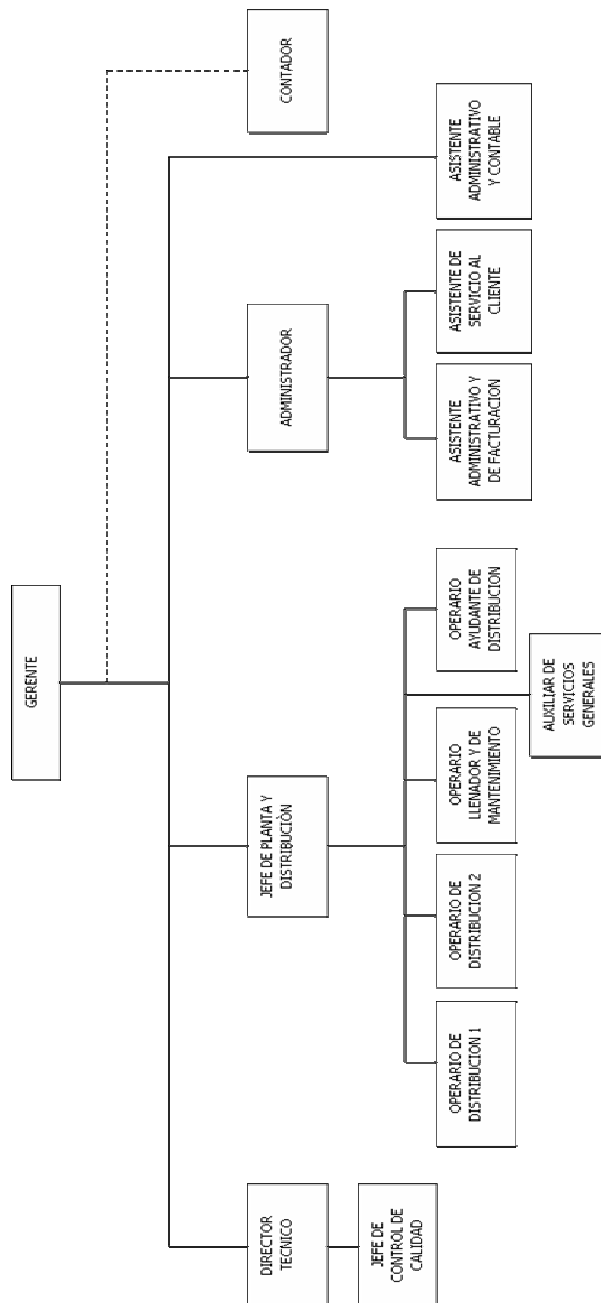 GERENTE
CONTADOR
DIRECTOR
TECNICO
JEFE DE PLANTA Y
DISTRIBUCIÒN
ADMINISTRADOR
JEFE DE
CONTROL DE
CALIDAD
OPERARIO DE
DISTRIBUCION 1
OPERARIO DE
DISTRIBUCION 2
OPERARIO
LLENADOR Y DE
MANTENIMIENTO
OPERARIO
AYUDANTE DE
DISTRIBUCION
ASISTENTE
ADMINISTRATIVO Y
DE FACTURACION
ASISTENTE DE
SERVICIO AL
CLIENTE
ASISTENTE
ADMINISTRATIVO
Y CONTABLE
AUXILIAR DE
SERVICIOS
GENERALES